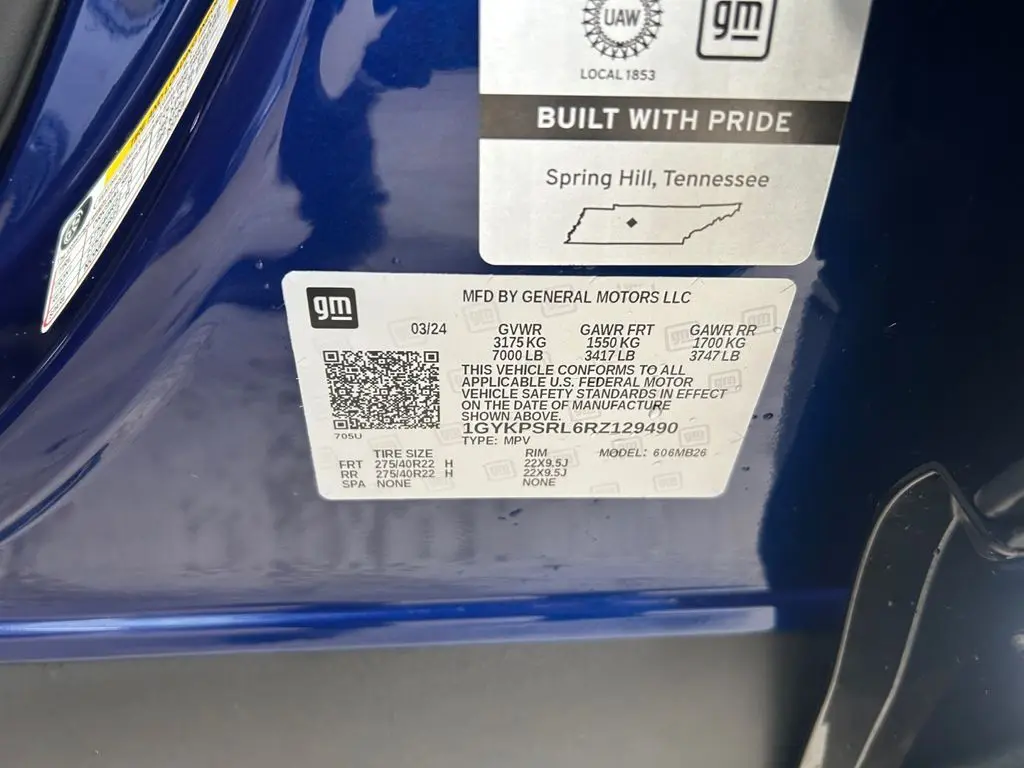 UAW
gm
LOCAL 1853
BUILT WITH PRIDE
Spring Hill, Tennessee
gm
MFD BY GENERAL MOTORS LLC
03/24 GVWR GAWR FRT GAWR RR
3175 KG 1550 KG 1700 KG
7000 LB 3417 LB 3747 LB
THIS VEHICLE CONFORMS TO ALL
APPLICABLE U.S. FEDERAL MOTOR
VEHICLE SAFETY STANDARDS IN EFFECT
ON THE DATE OF MANUFACTURE
SHOWN ABOVE.
1GYKPSRL6RZ129490
705U
TYPE: MPV
TIRE SIZE RIM MODEL: 606MB26
FRT 275/40R22 H 22X9.5J
RR 275/40R22 H 22X9.5J
SPA NONE NONE